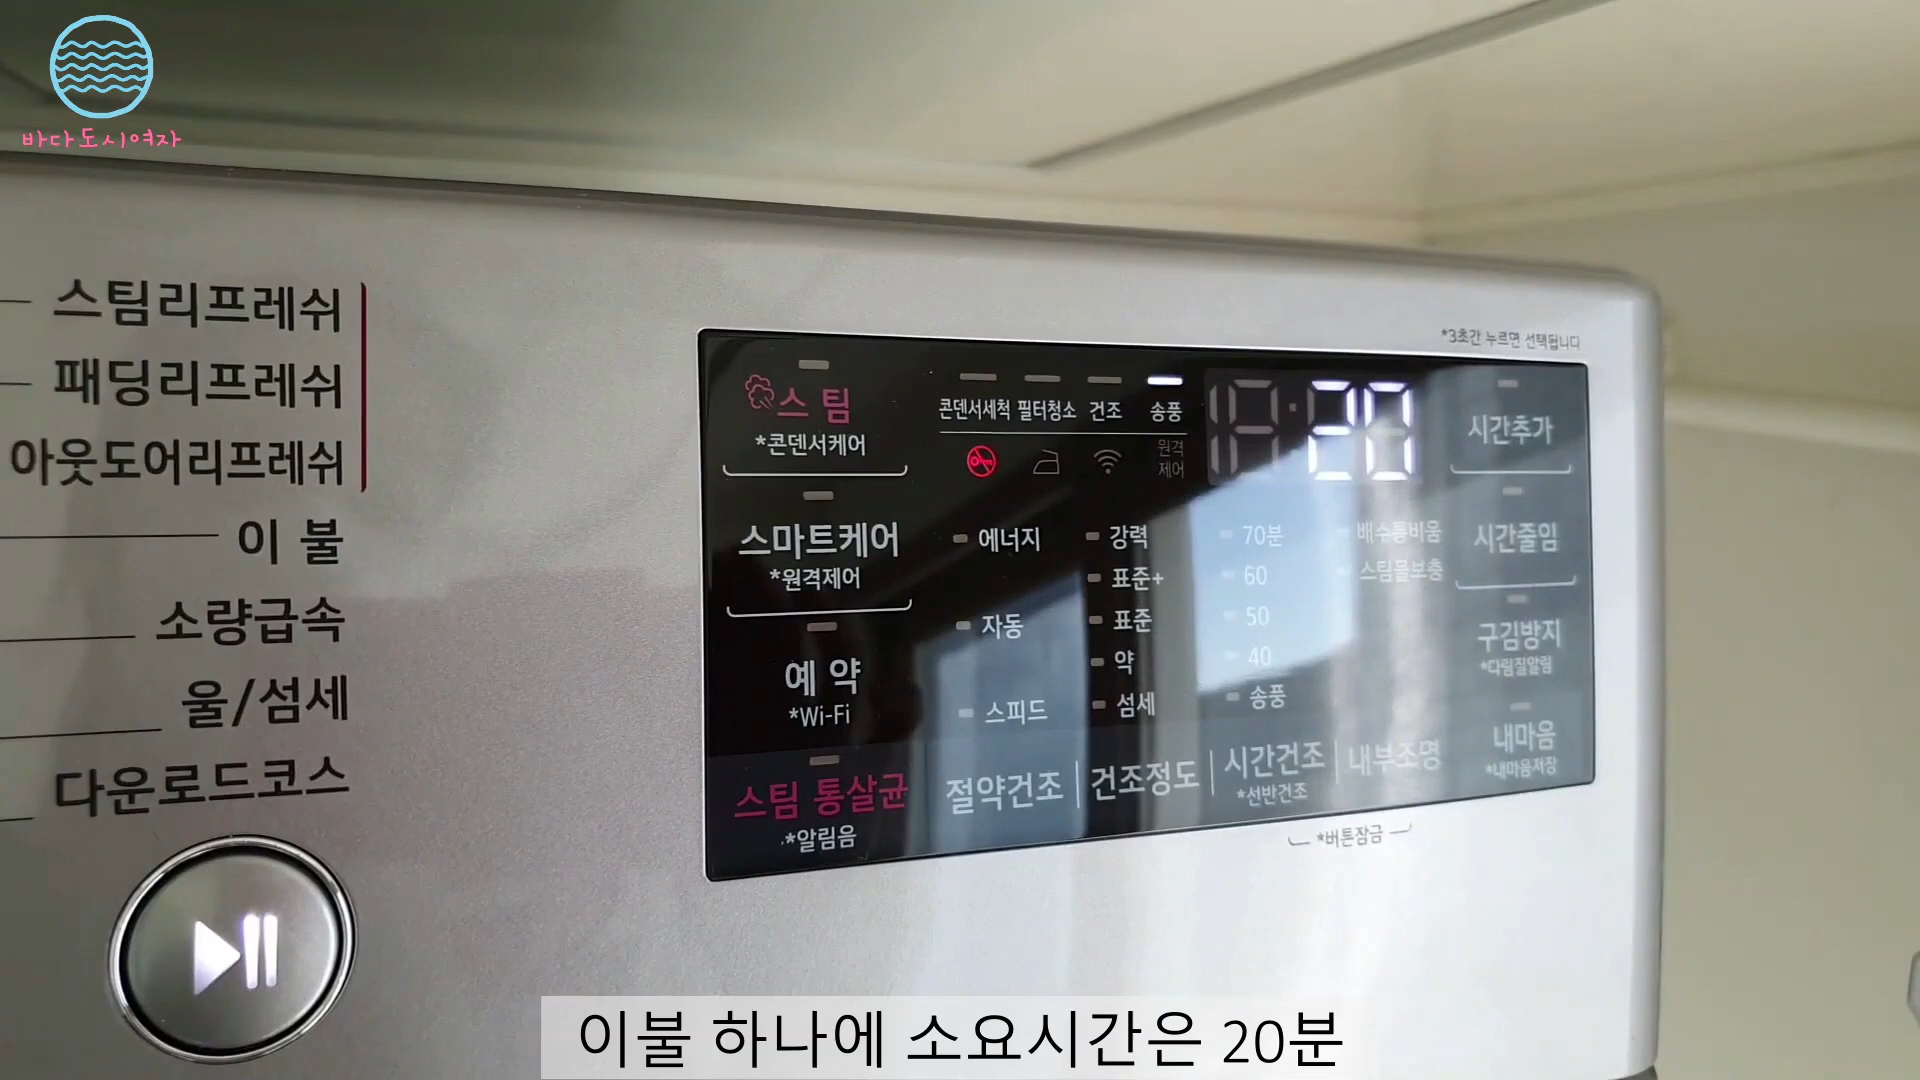 바다도시여자
스팀리프레쉬
패딩리프레쉬
아웃도어리프레쉬
이 불
소량급속
울/섬세
다운로드코스
*3초간 누르면 선택됩니다
스 팀
*콘덴서케어
스마트케어
*원격제어
예 약
*Wi-Fi
스팀 통살균
*알림음
콘덴서세척 필터청소 건조 송풍
원격
제어
20
에너지
자동
스피드
절약건조
강력
표준+
표준
약
섬세
건조정도
70분
60
50
40
송풍
시간건조
*선반건조
배수통비움
스팀물보충
내부조명
시간추가
시간줄임
구김방지
*다림질알림
내마음
*내마음저장
*버튼잠금
이불 하나에 소요시간은 20분